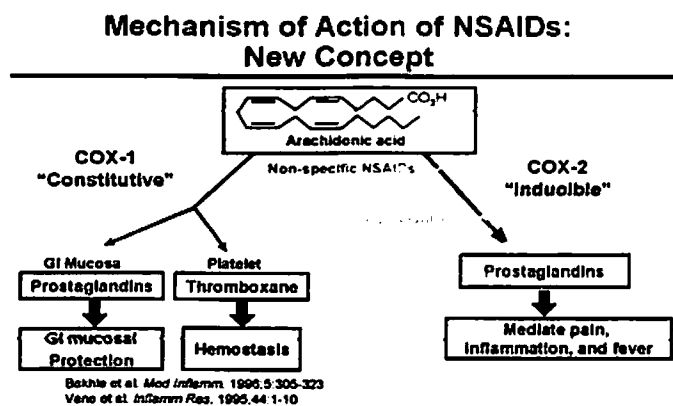 Mechanism of Action of NSAIDs:
New Concept
CO₂H
Arachidonic acid
COX-1
"Constitutive"
Non-specific NSAIDs
COX-2
"Inducible"
GI Mucosa
Prostaglandins
Platelet
Thromboxane
Prostaglandins
GI mucosal
Protection
Hemostasis
Mediate pain,
inflammation, and fever
et al. Mod Inflamm. 1996;5:305-323
Vane et al. Inflamm Res. 1995;44:1-10